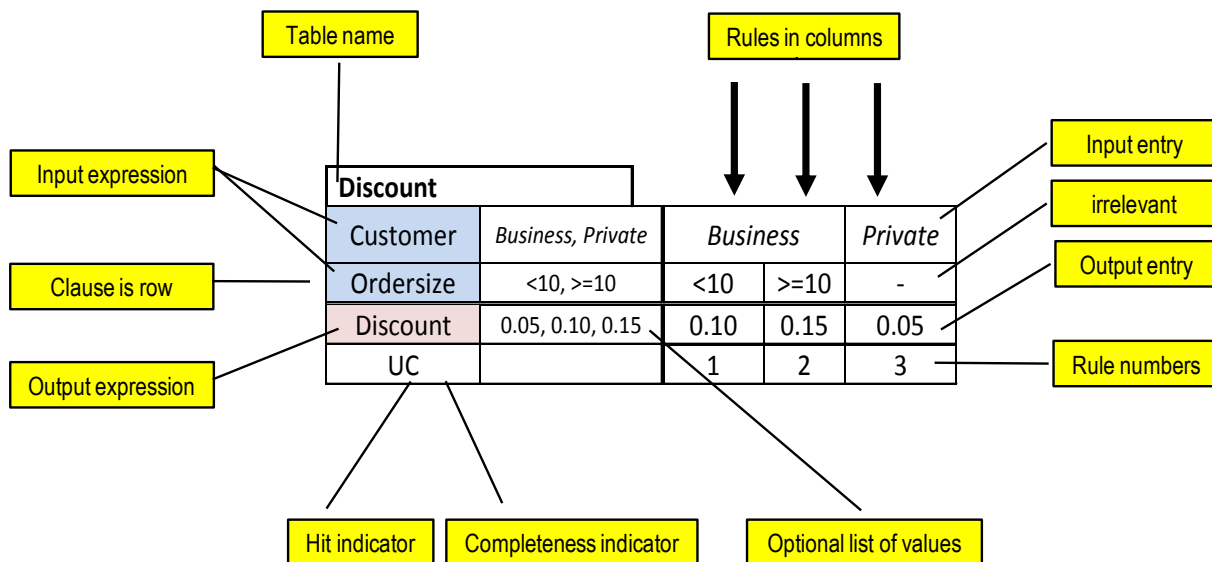 Table name
Rules in columns
Input expression
Input entry
Discount
irrelevant
Customer Business, Private Business Private
Clause is row
Ordersize <10, >=10 <10 >=10 -
Output entry
Discount 0.05, 0.10, 0.15 0.10 0.15 0.05
Output expression
UC 1 2 3
Rule numbers
Hit indicator
Completeness indicator
Optional list of values